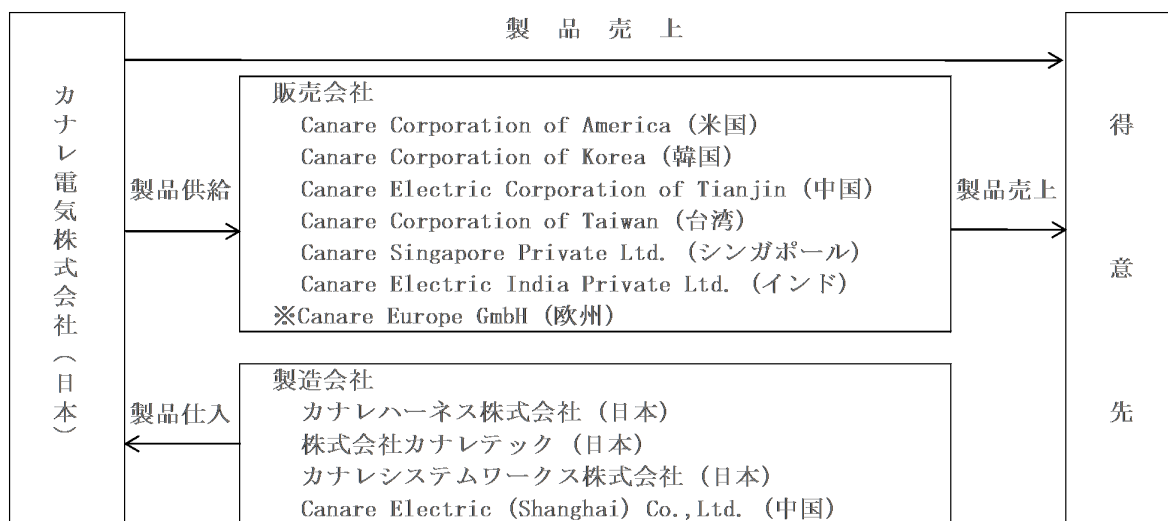 製品売上
カナレ電気株式会社(日本)
製品供給
販売会社
Canare Corporation of America (米国)
Canare Corporation of Korea (韓国)
Canare Electric Corporation of Tianjin (中国)
Canare Corporation of Taiwan (台湾)
Canare Singapore Private Ltd. (シンガポール)
Canare Electric India Private Ltd. (インド)
※Canare Europe GmbH (欧州)
製品売上
得意先
製品仕入
製造会社
カナレハーネス株式会社 (日本)
株式会社カナレテック (日本)
カナレシステムワークス株式会社 (日本)
Canare Electric (Shanghai) Co.,Ltd. (中国)